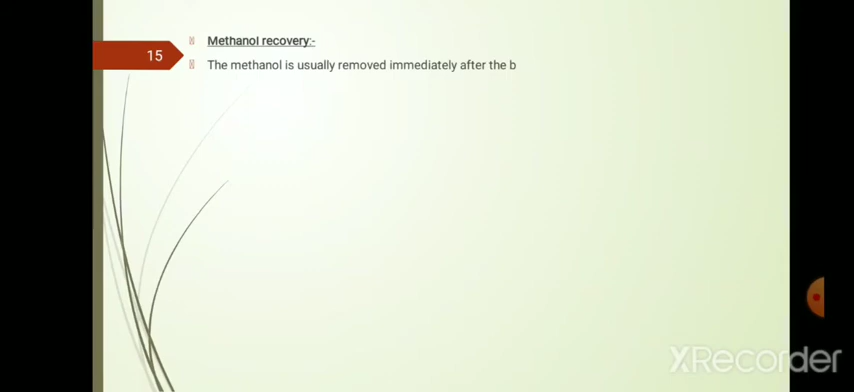 15
Methanol recovery:-
The methanol is usually removed immediately after the b
XRecorder